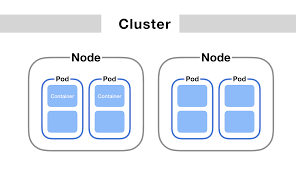 Cluster
Node Node
Pod Pod Pod Pod
Container Container